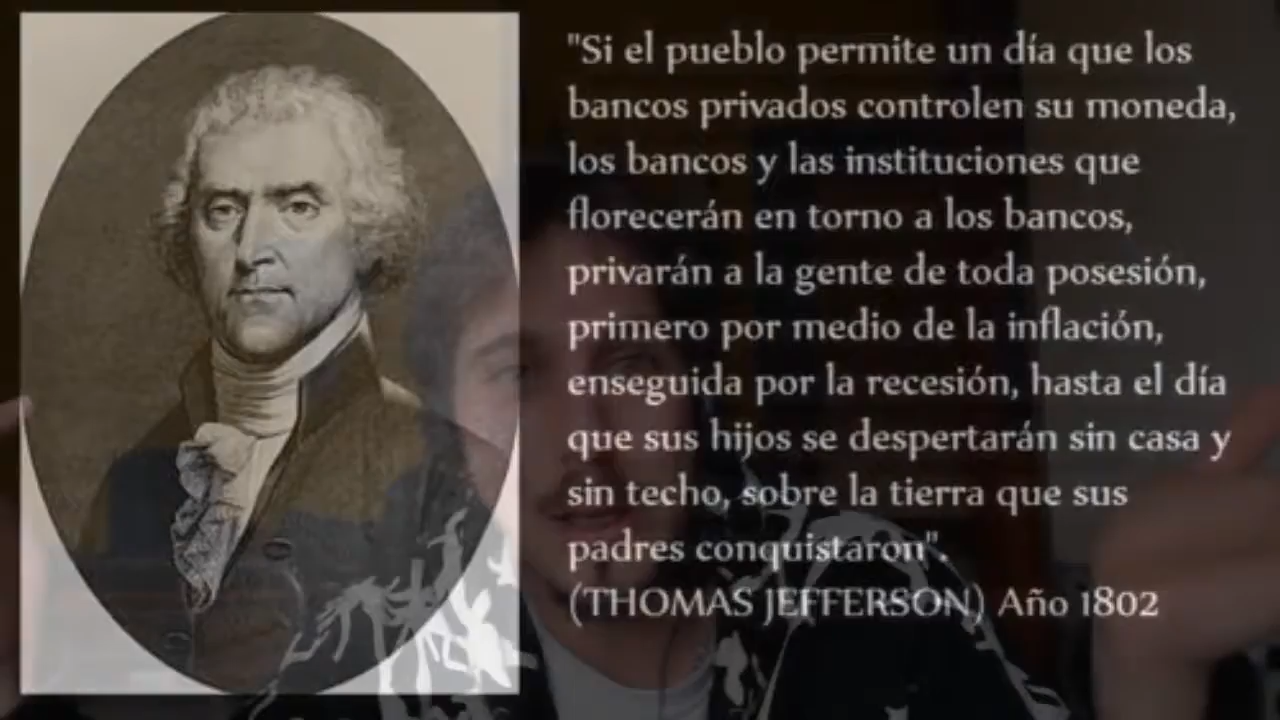 "Si el pueblo permite un día que los
bancos privados controlen su moneda,
los bancos y las instituciones que
florecerán en torno a los bancos,
privarán a la gente de toda posesión,
primero por medio de la inflación,
enseguida por la recesión, hasta el día
que sus hijos se despertarán sin casa y
sin techo, sobre la tierra que sus
padres conquistaron".
(THOMAS JEFFERSON) Año 1802